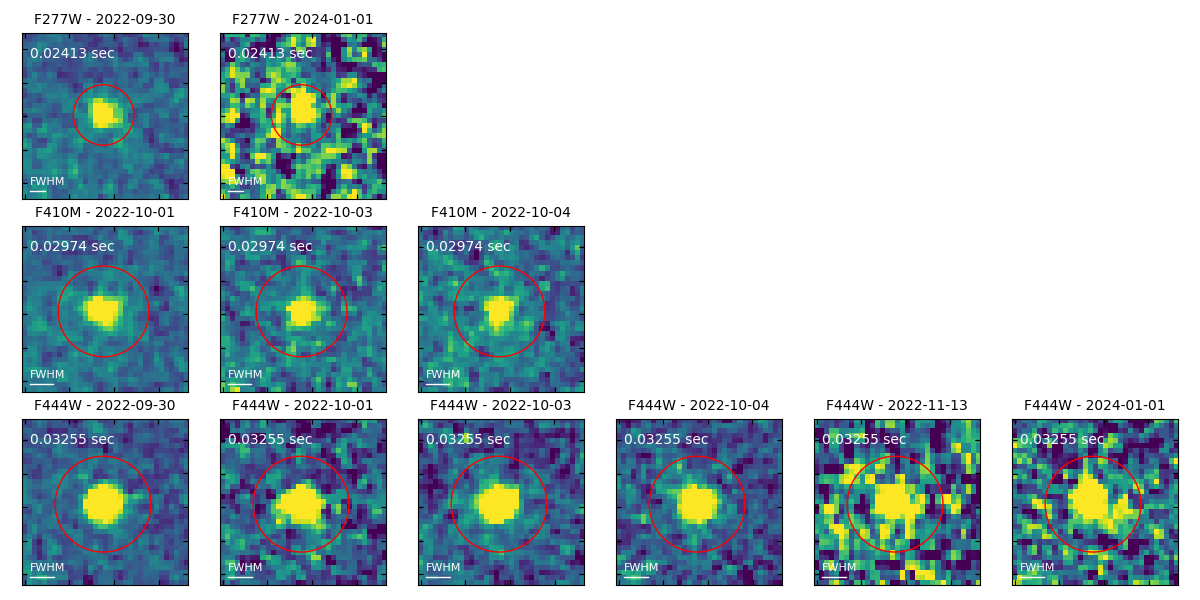 F277W - 2022-09-30
0.02413 sec
FWHM
F277W - 2024-01-01
0.02413 sec
FWHM
F410M - 2022-10-01
0.02974 sec
FWHM
F410M - 2022-10-03
0.02974 sec
FWHM
F410M - 2022-10-04
0.02974 sec
FWHM
F444W - 2022-09-30
0.03255 sec
FWHM
F444W - 2022-10-01
0.03255 sec
FWHM
F444W - 2022-10-03
0.03255 sec
FWHM
F444W - 2022-10-04
0.03255 sec
FWHM
F444W - 2022-11-13
0.03255 sec
FWHM
F444W - 2024-01-01
0.03255 sec
FWHM